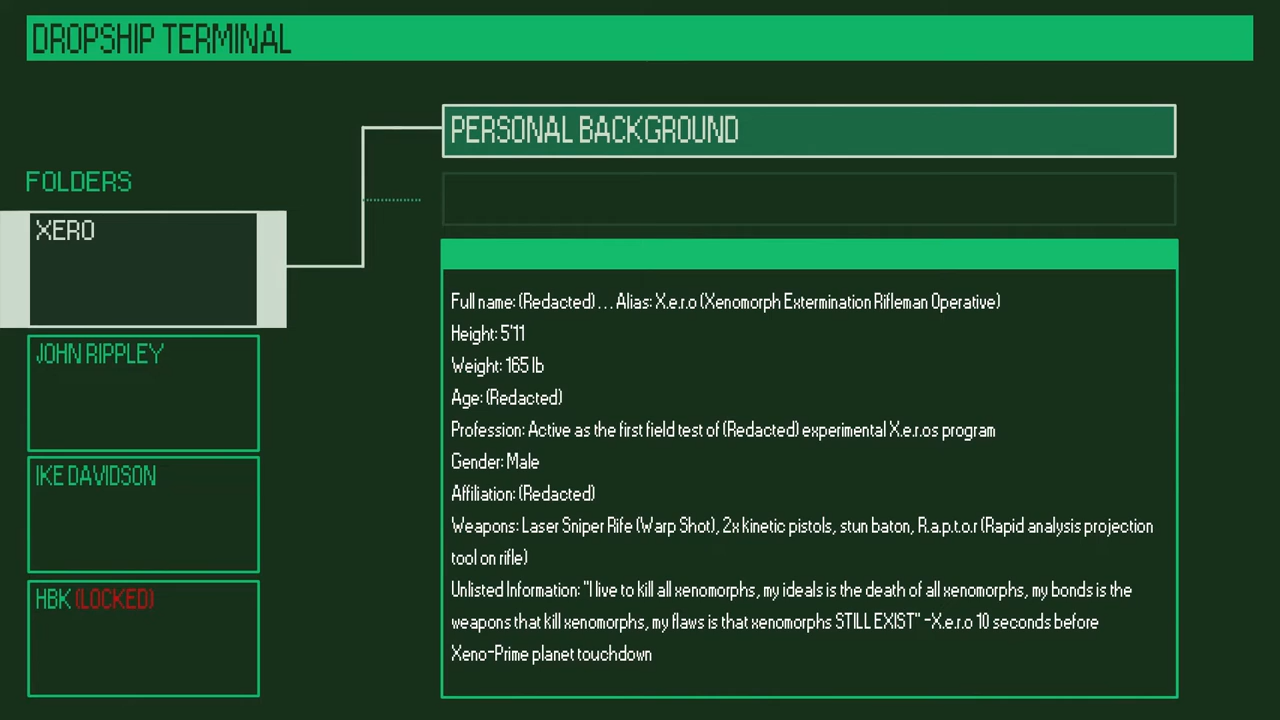 DROPSHIP TERMINAL
PERSONAL BACKGROUND
FOLDERS
XERO
JOHN RIPPLEY
IKE DAVIDSON
HBK (LOCKED)
Full name: (Redacted) . . . Alias: X.e.r.o (Xenomorph Extermination Rifleman Operative)
Height: 5'11
Weight: 165 lb
Age: (Redacted)
Profession: Active as the first field test of (Redacted) experimental X.e.r.os program
Gender: Male
Affiliation: (Redacted)
Weapons: Laser Sniper Rife (Warp Shot), 2x kinetic pistols, stun baton, R.a.p.t.o.r (Rapid analysis projection
tool on rifle)
Unlisted Information: "I live to kill all xenomorphs, my ideals is the death of all xenomorphs, my bonds is the
weapons that kill xenomorphs, my flaws is that xenomorphs STILL EXIST" -X.e.r.o 10 seconds before
Xeno-Prime planet touchdown